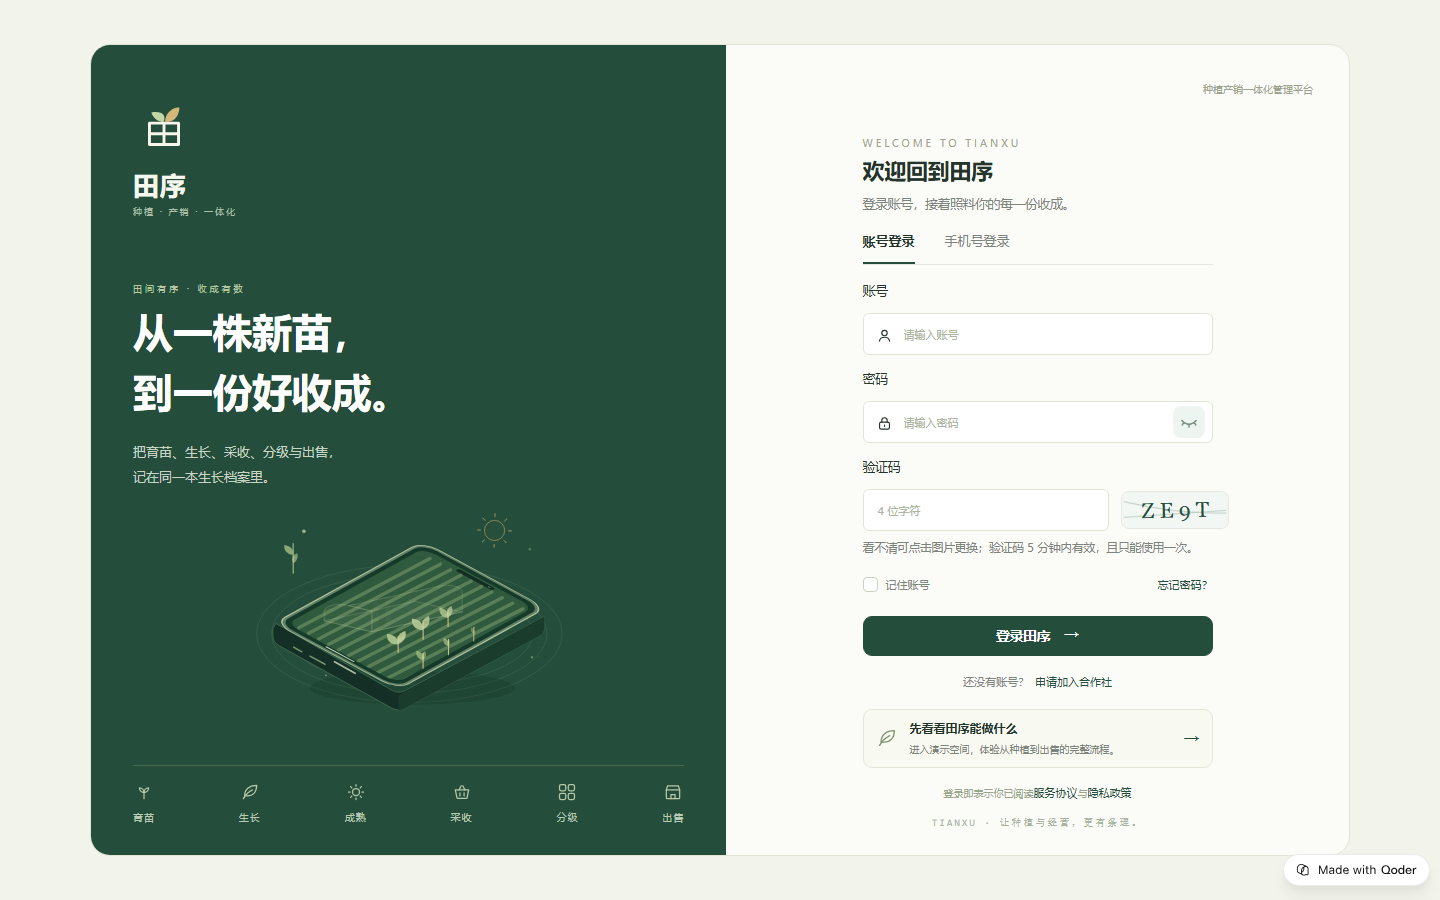 田序
种植 · 产销 · 一体化
田间有序 · 收成有数
从一株新苗，
到一份好收成。
把育苗、生长、采收、分级与出售，
记在同一本生长档案里。
育苗
生长
成熟
采收
分级
出售
种植产销一体化管理平台
WELCOME TO TIANXU
欢迎回到田序
登录账号，接着照料你的每一份收成。
账号登录
手机号登录
账号
请输入账号
密码
请输入密码
验证码
4 位字符
ZE9T
看不清可点击图片更换；验证码 5 分钟内有效，且只能使用一次。
记住账号
忘记密码?
登录田序 →
还没有账号? 申请加入合作社
先看看田序能做什么
进入演示空间，体验从种植到出售的完整流程。
→
登录即表示你已阅读服务协议与隐私政策
TIANXU · 让种植与经营，更有条理。
Made with Qoder